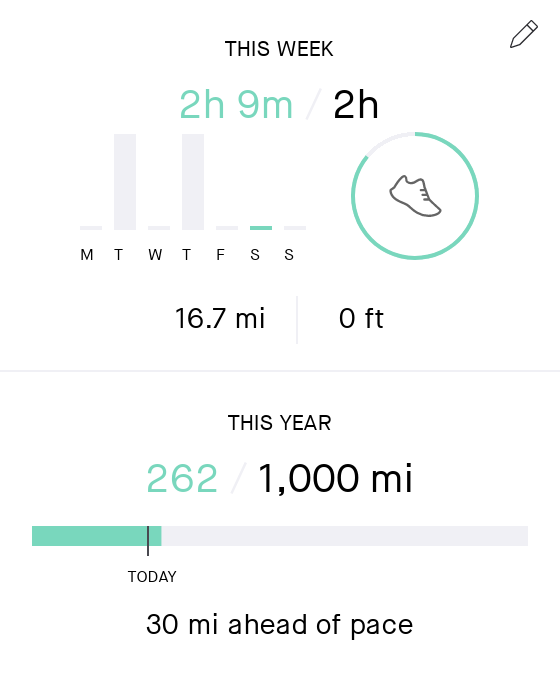 THIS WEEK
2h 9m / 2h
M T W T F S S
16.7 mi 0 ft
THIS YEAR
262 / 1,000 mi
TODAY
30 mi ahead of pace